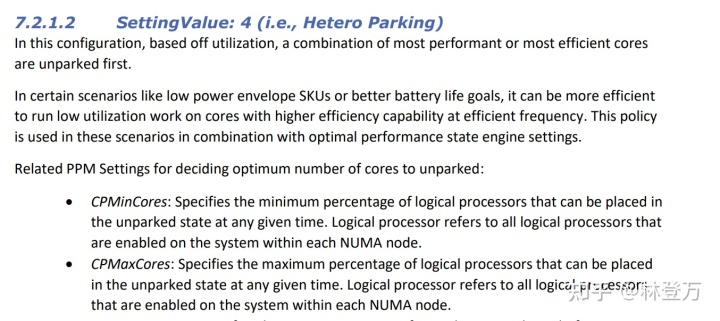 7.2.1.2 SettingValue: 4 (i.e., Hetero Parking)
In this configuration, based off utilization, a combination of most performant or most efficient cores
are unparked first.
In certain scenarios like low power envelope SKUs or better battery life goals, it can be more efficient
to run low utilization work on cores with higher efficiency capability at efficient frequency. This policy
is used in these scenarios in combination with optimal performance state engine settings.
Related PPM Settings for deciding optimum number of cores to unparked:
• CPMinCores: Specifies the minimum percentage of logical processors that can be placed in
the unparked state at any given time. Logical processor refers to all logical processors that
are enabled on the system within each NUMA node.
• CPMaxCores: Specifies the maximum percentage of logical processors that can be placed
in the unparked state at any given time. Logical processor refers to all logical processors
that are enabled on the system within each NUMA node.
知乎 @林登万